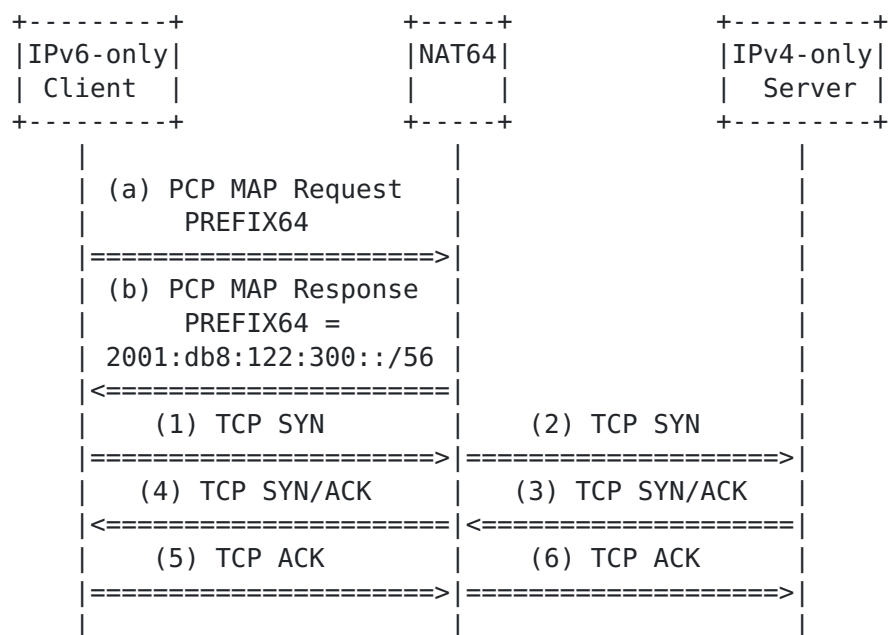 IPv6-only NAT64 IPv4-only
Client Server
(a) PCP MAP Request
PREFIX64
(b) PCP MAP Response
PREFIX64 =
2001:db8:122:300::/56
(1) TCP SYN (2) TCP SYN
(4) TCP SYN/ACK (3) TCP SYN/ACK
(5) TCP ACK (6) TCP ACK